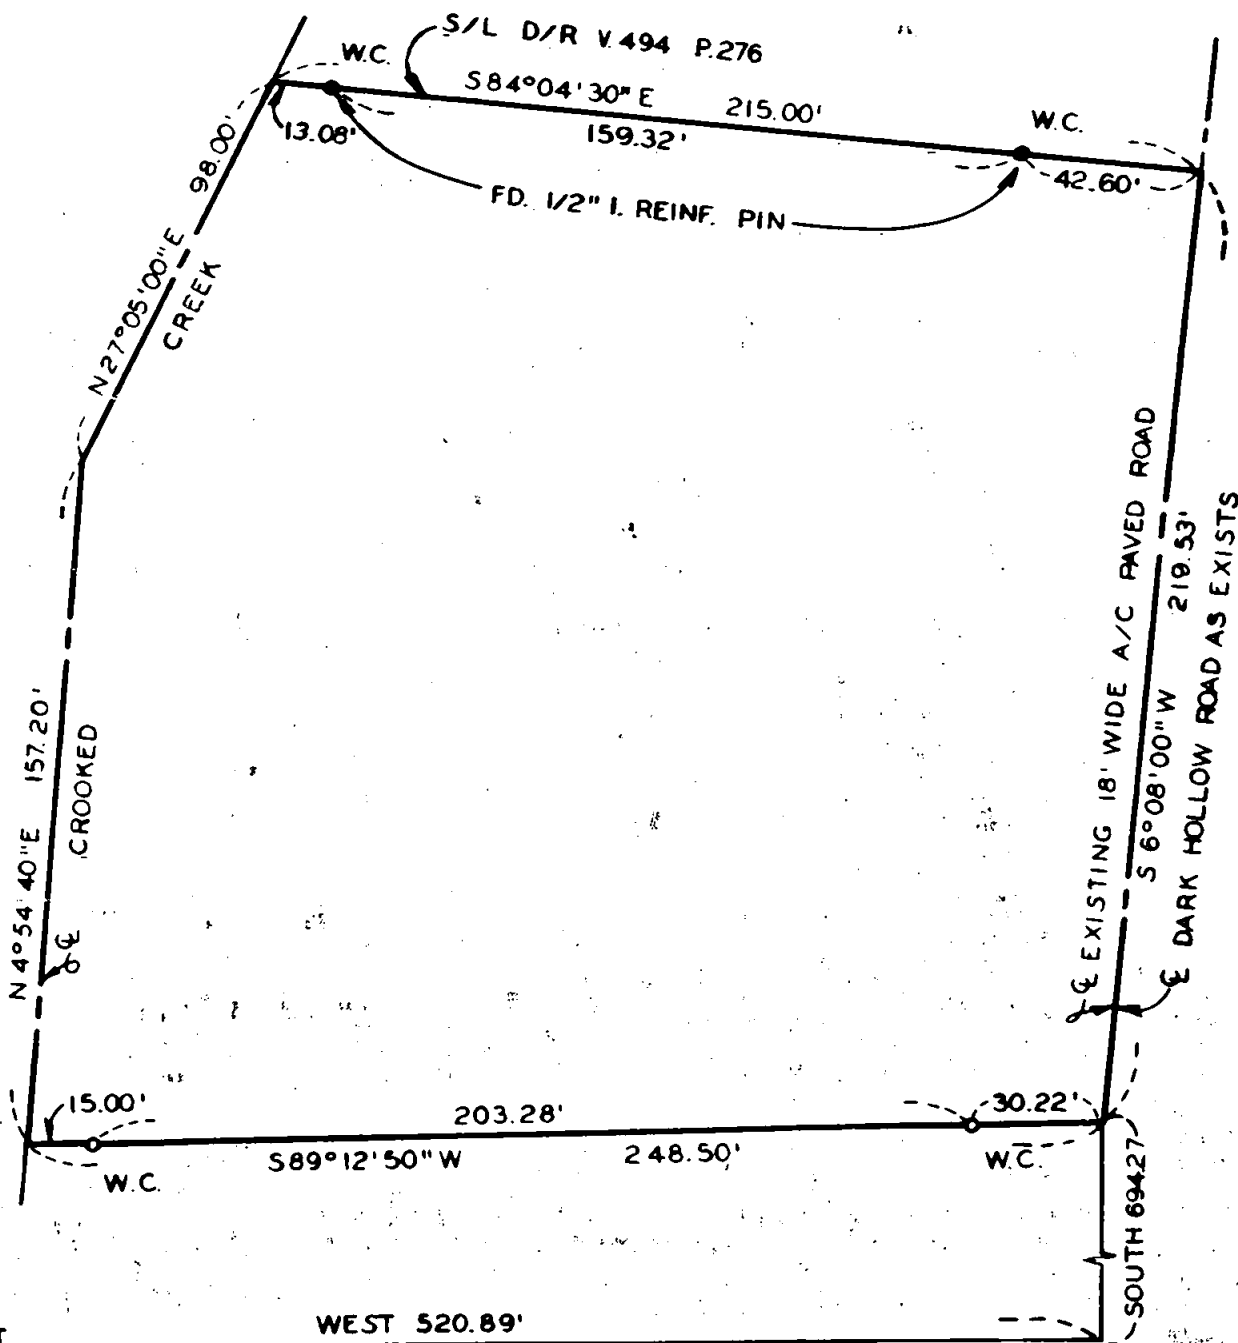 S/L D/R V.494 P.276
W.C.
S84°04'30"E 215.00'
W.C.
13.08'
159.32'
42.60'
98.00'
FD. 1/2" I. REINF. PIN
N27°05'00"E
CREEK
N4°54'40"E 157.20'
CROOKED
℄
℄ EXISTING 18' WIDE A/C PAVED ROAD
S6°08'00"W 219.53'
℄ DARK HOLLOW ROAD AS EXISTS
15.00'
203.28'
30.22'
S89°12'50"W 248.50'
W.C.
W.C.
SOUTH 694.27
WEST 520.89'
T